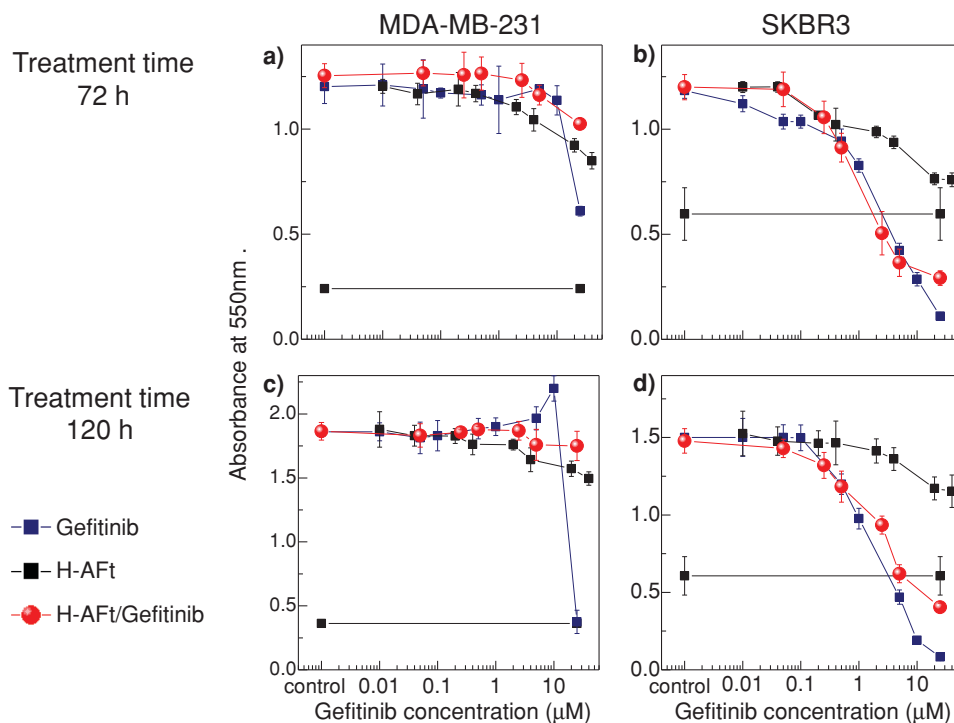 MDA-MB-231
SKBR3
Treatment time
72 h
a)
b)
1.0
0.5
0.0
1.0
0.5
0.0
Absorbance at 550nm .
Treatment time
120 h
c)
d)
2.0
1.5
1.0
0.5
0.0
2.0
1.5
1.0
0.5
0.0
Gefitinib
H-AFt
H-AFt/Gefitinib
control 0.01 0.1 1 10
control 0.01 0.1 1 10
Gefitinib concentration (μM)
Gefitinib concentration (μM)